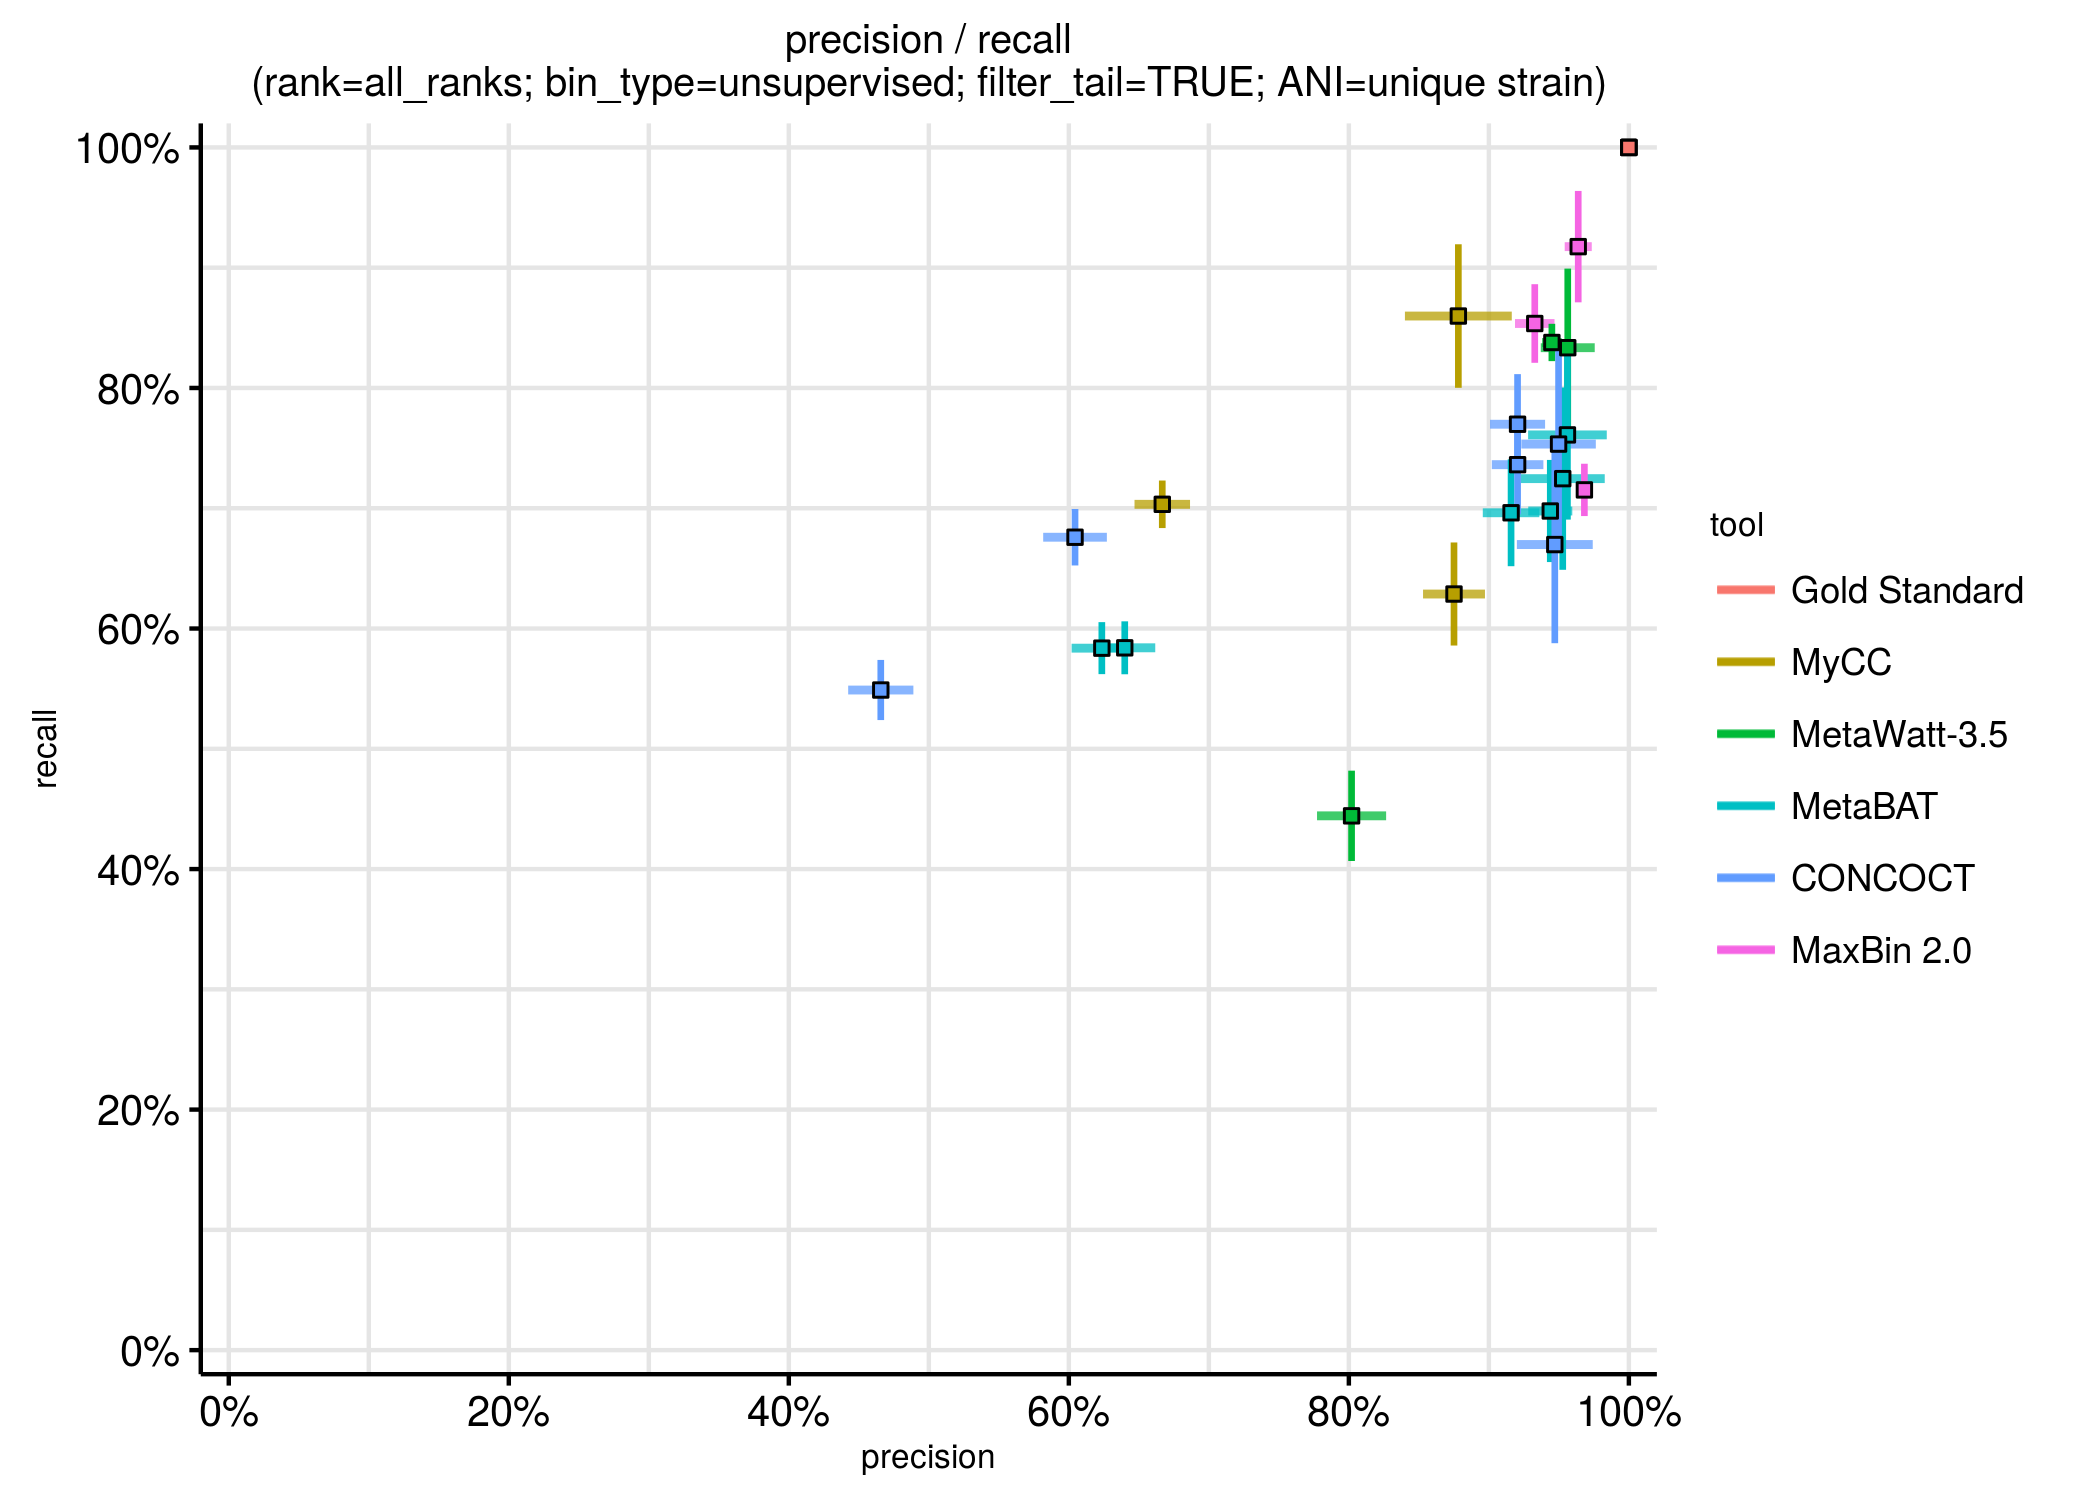 precision / recall
(rank=all_ranks; bin_type=unsupervised; filter_tail=TRUE; ANI=unique strain)
100%
80%
60%
40%
20%
0%
recall
0%
20%
40%
60%
80%
100%
precision
tool
Gold Standard
MyCC
MetaWatt-3.5
MetaBAT
CONCOCT
MaxBin 2.0